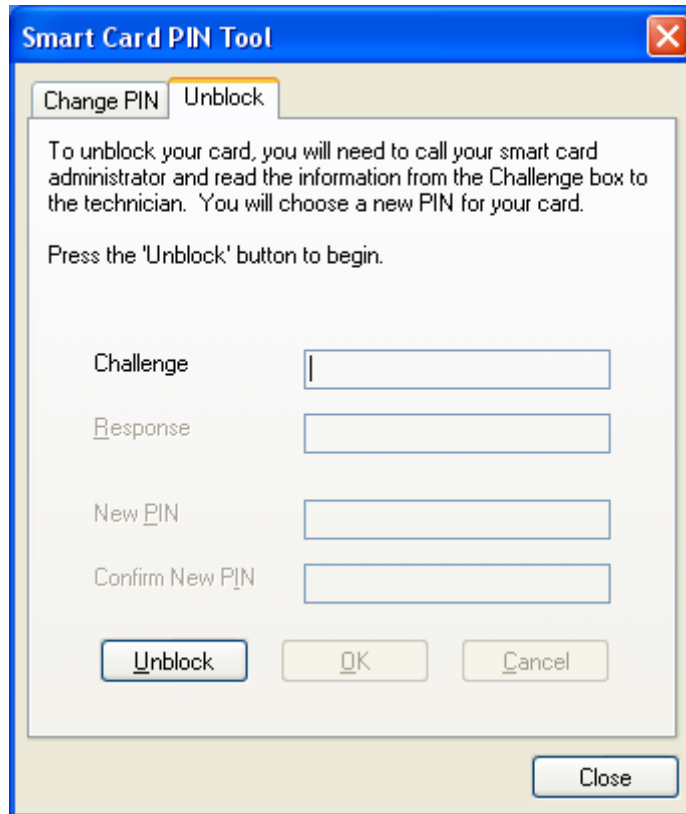 Smart Card PIN Tool
Change PIN
Unblock
To unblock your card, you will need to call your smart card
administrator and read the information from the Challenge box to
the technician.  You will choose a new PIN for your card.
Press the 'Unblock' button to begin.
Challenge
Response
New PIN
Confirm New PIN
Unblock
OK
Cancel
Close